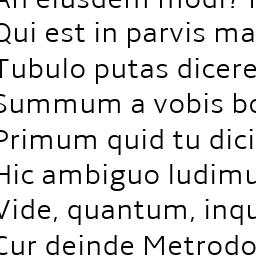 An eiusdem modi?
Qui est in parvis ma
Tubulo putas dicere
Summum a vobis bo
Primum quid tu dici
Hic ambiguo ludimu
Vide, quantum, inqu
Cur deinde Metrodo